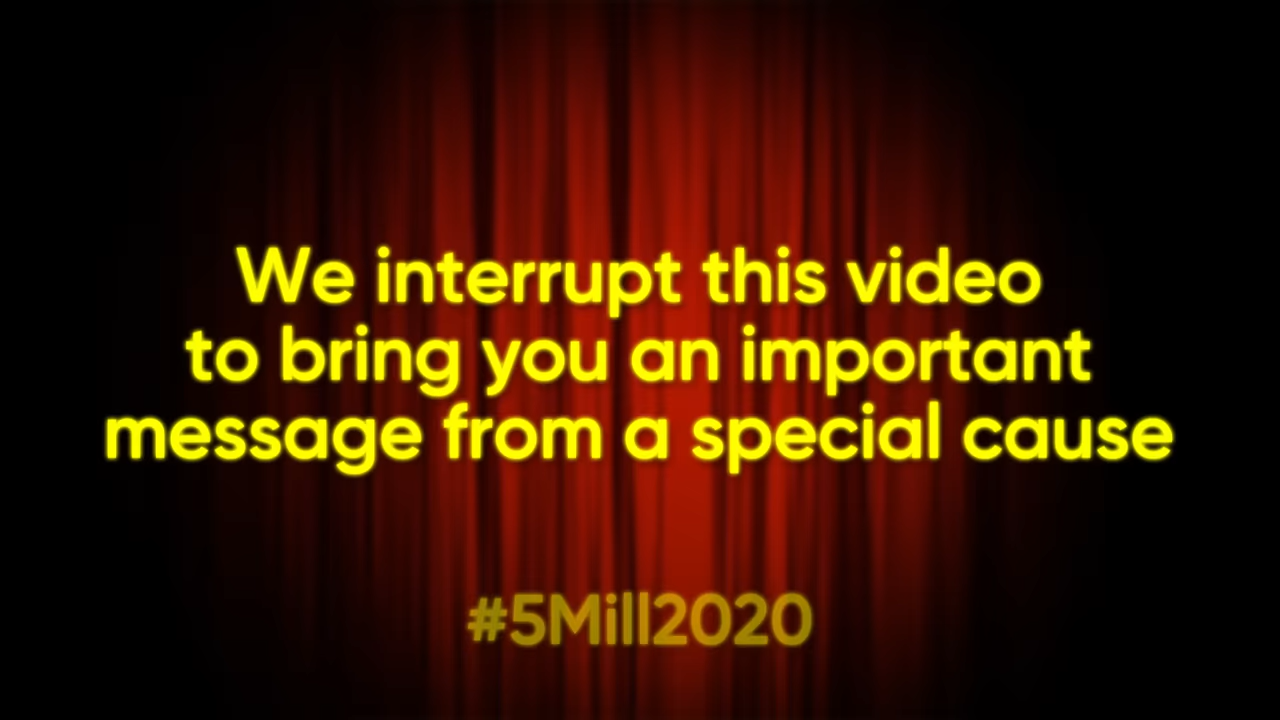 We interrupt this video
to bring you an important
message from a special cause
#5Mill2020